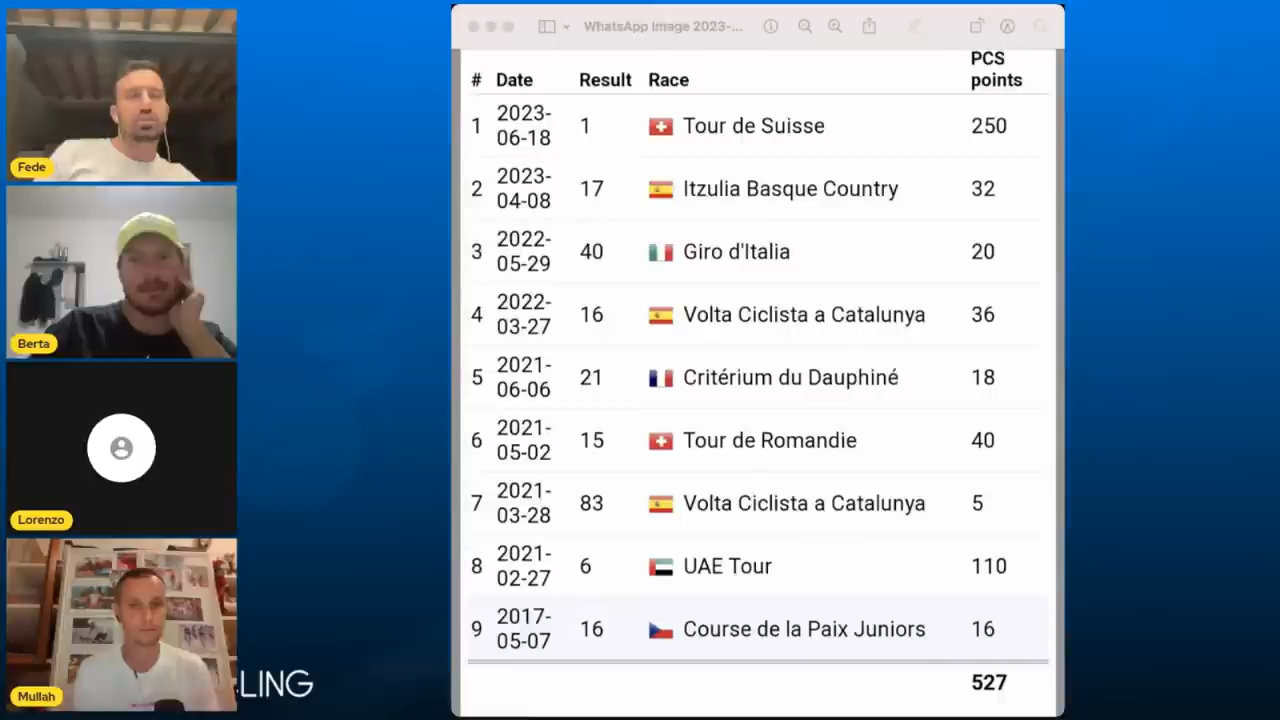 WhatsApp Image 2023-...
# Date Result Race PCS points
1 2023-06-18 1 Tour de Suisse 250
2 2023-04-08 17 Itzulia Basque Country 32
3 2022-05-29 40 Giro d'Italia 20
4 2022-03-27 16 Volta Ciclista a Catalunya 36
5 2021-06-06 21 Critérium du Dauphiné 18
6 2021-05-02 15 Tour de Romandie 40
7 2021-03-28 83 Volta Ciclista a Catalunya 5
8 2021-02-27 6 UAE Tour 110
9 2017-05-07 16 Course de la Paix Juniors 16
527
Fede
Berta
Lorenzo
Mullah
LING